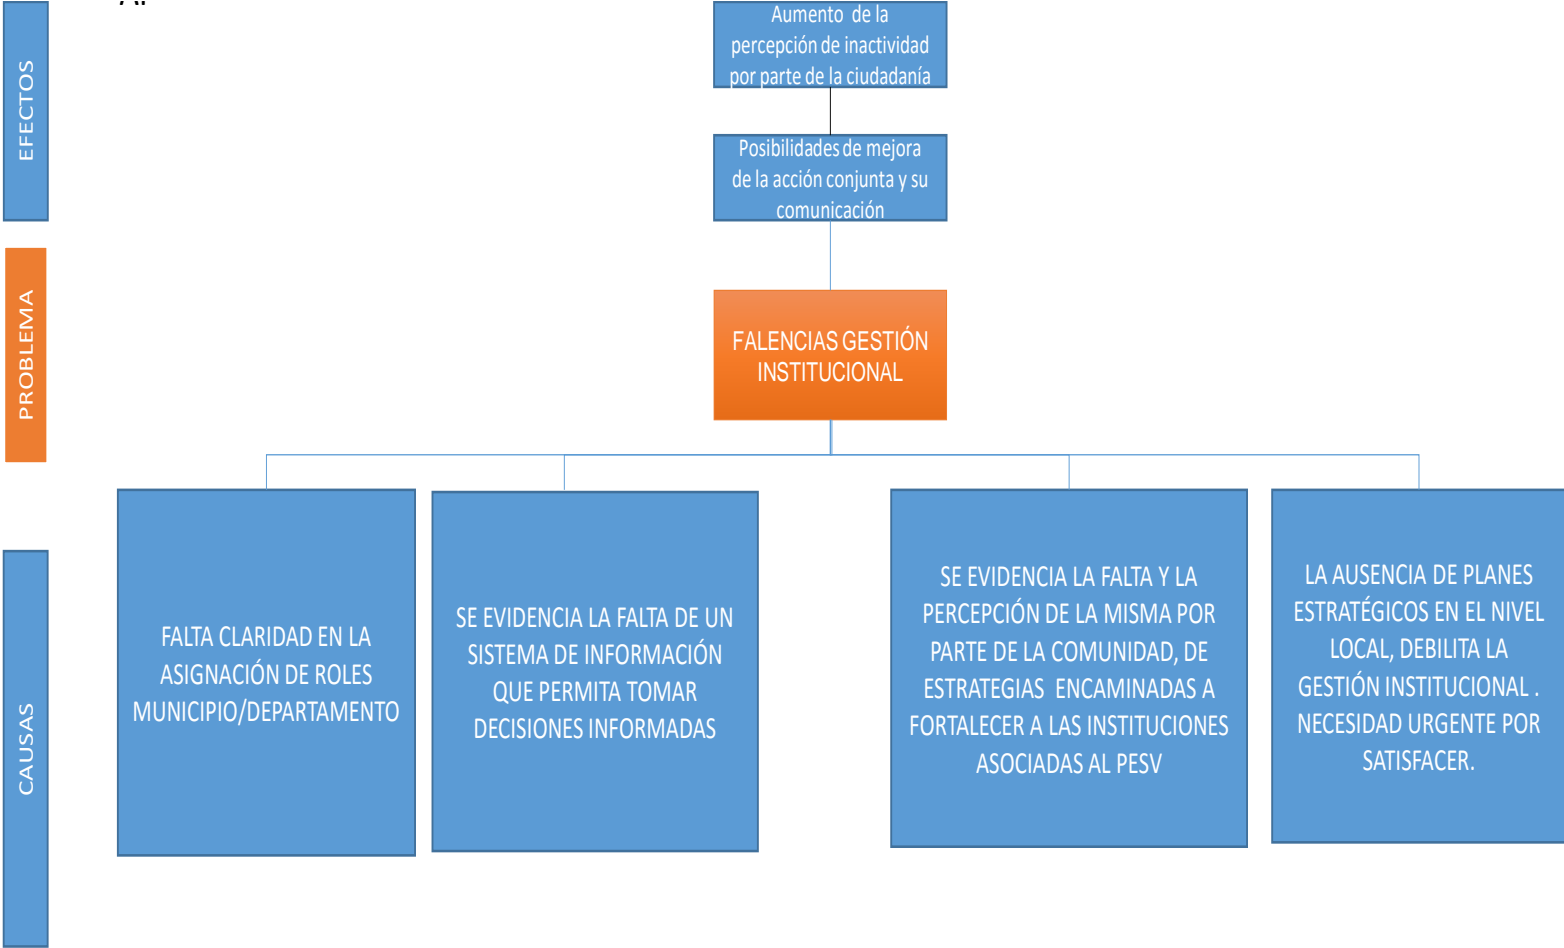 EFECTOS
Aumento de la
percepción de inactividad
por parte de la ciudadanía
Posibilidades de mejora
de la acción conjunta y su
comunicación
PROBLEMA
FALENCIAS GESTIÓN
INSTITUCIONAL
CAUSAS
FALTA CLARIDAD EN LA
ASIGNACIÓN DE ROLES
MUNICIPIO/DEPARTAMENTO
SE EVIDENCIA LA FALTA DE UN
SISTEMA DE INFORMACIÓN
QUE PERMITA TOMAR
DECISIONES INFORMADAS
SE EVIDENCIA LA FALTA Y LA
PERCEPCIÓN DE LA MISMA POR
PARTE DE LA COMUNIDAD, DE
ESTRATEGIAS ENCAMINADAS A
FORTALECER A LAS INSTITUCIONES
ASOCIADAS AL PESV
LA AUSENCIA DE PLANES
ESTRATÉGICOS EN EL NIVEL
LOCAL, DEBILITA LA
GESTIÓN INSTITUCIONAL .
NECESIDAD URGENTE POR
SATISFACER.